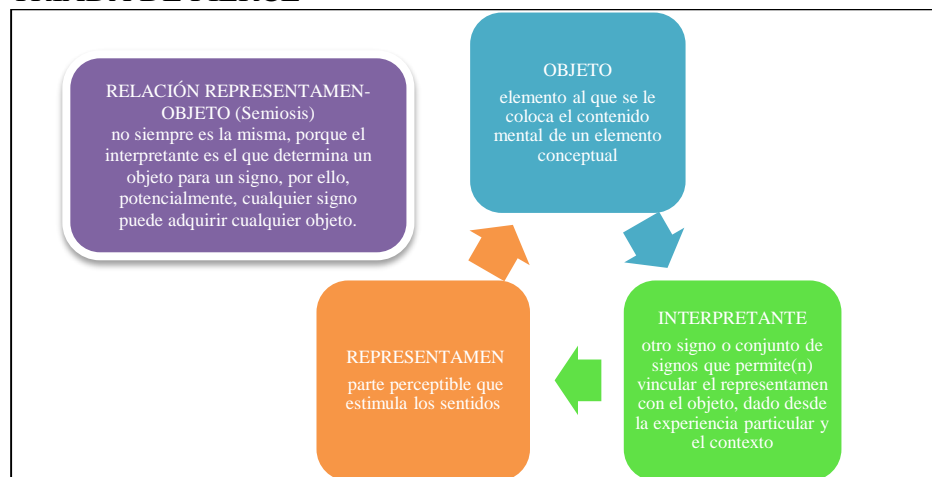 TRIADA DE PIERCE
RELACIÓN REPRESENTAMEN-
OBJETO (Semiosis)
no siempre es la misma, porque el
interpretante es el que determina un
objeto para un signo, por ello,
potencialmente, cualquier signo
puede adquirir cualquier objeto.
OBJETO
elemento al que se le
coloca el contenido
mental de un elemento
conceptual
REPRESENTAMEN
parte perceptible que
estimula los sentidos
INTERPRETANTE
otro signo o conjunto de
signos que permite(n)
vincular el representamen
con el objeto, dado desde
la experiencia particular y
el contexto